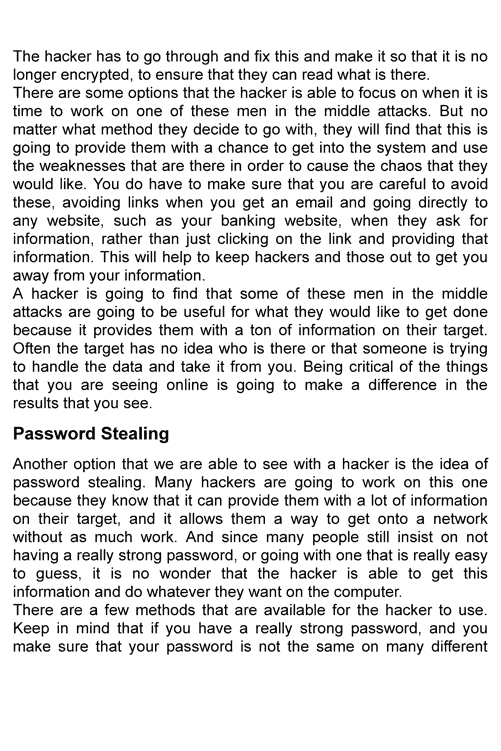 The hacker has to go through and fix this and make it so that it is no
longer encrypted, to ensure that they can read what is there.
There are some options that the hacker is able to focus on when it is
time to work on one of these men in the middle attacks. But no
matter what method they decide to go with, they will find that this is
going to provide them with a chance to get into the system and use
the weaknesses that are there in order to cause the chaos that they
would like. You do have to make sure that you are careful to avoid
these, avoiding links when you get an email and going directly to
any website, such as your banking website, when they ask for
information, rather than just clicking on the link and providing that
information. This will help to keep hackers and those out to get you
away from your information.
A hacker is going to find that some of these men in the middle
attacks are going to be useful for what they would like to get done
because it provides them with a ton of information on their target.
Often the target has no idea who is there or that someone is trying
to handle the data and take it from you. Being critical of the things
that you are seeing online is going to make a difference in the
results that you see.
Password Stealing
Another option that we are able to see with a hacker is the idea of
password stealing. Many hackers are going to work on this one
because they know that it can provide them with a lot of information
on their target, and it allows them a way to get onto a network
without as much work. And since many people still insist on not
having a really strong password, or going with one that is really easy
to guess, it is no wonder that the hacker is able to get this
information and do whatever they want on the computer.
There are a few methods that are available for the hacker to use.
Keep in mind that if you have a really strong password, and you
make sure that your password is not the same on many different